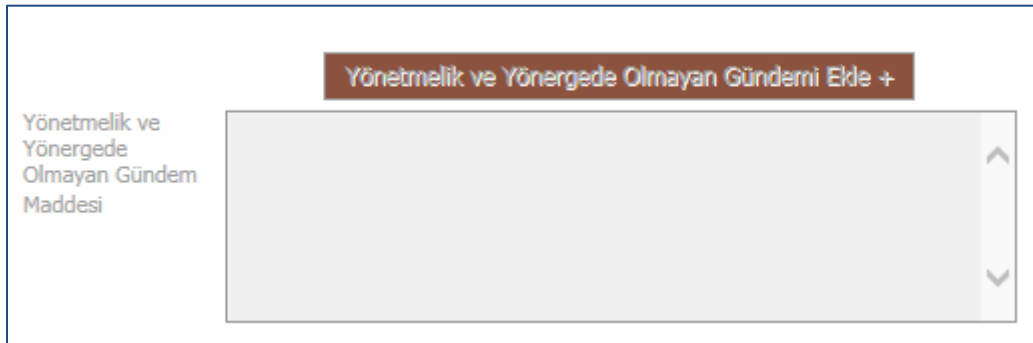 Yönetmelik ve Yönergede Olmayan Gündemi Ekle +
Yönetmelik ve
Yönergede
Olmayan Gündem
Maddesi